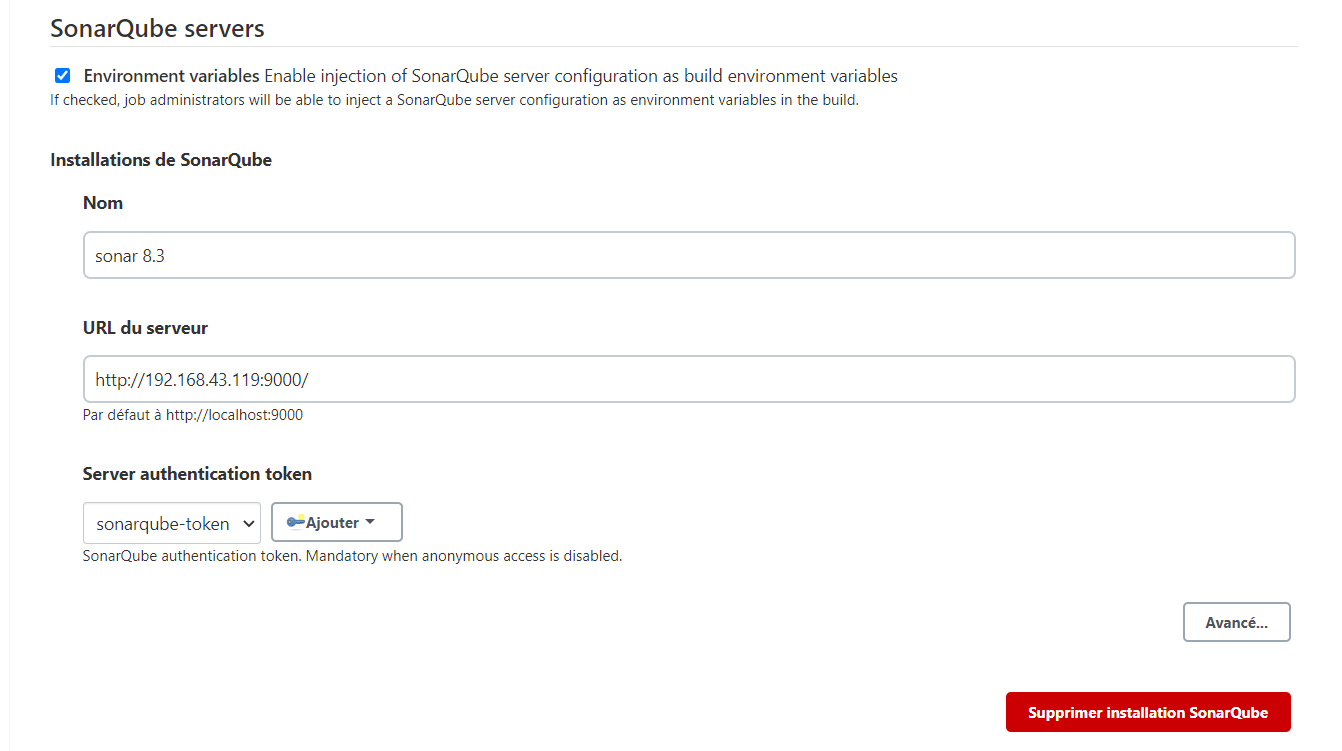 SonarQube servers
Environment variables Enable injection of SonarQube server configuration as build environment variables
If checked, job administrators will be able to inject a SonarQube server configuration as environment variables in the build.
Installations de SonarQube
Nom
sonar 8.3
URL du serveur
http://192.168.43.119:9000/
Par défaut à http://localhost:9000
Server authentication token
sonarqube-token
Ajouter
SonarQube authentication token. Mandatory when anonymous access is disabled.
Avancé...
Supprimer installation SonarQube